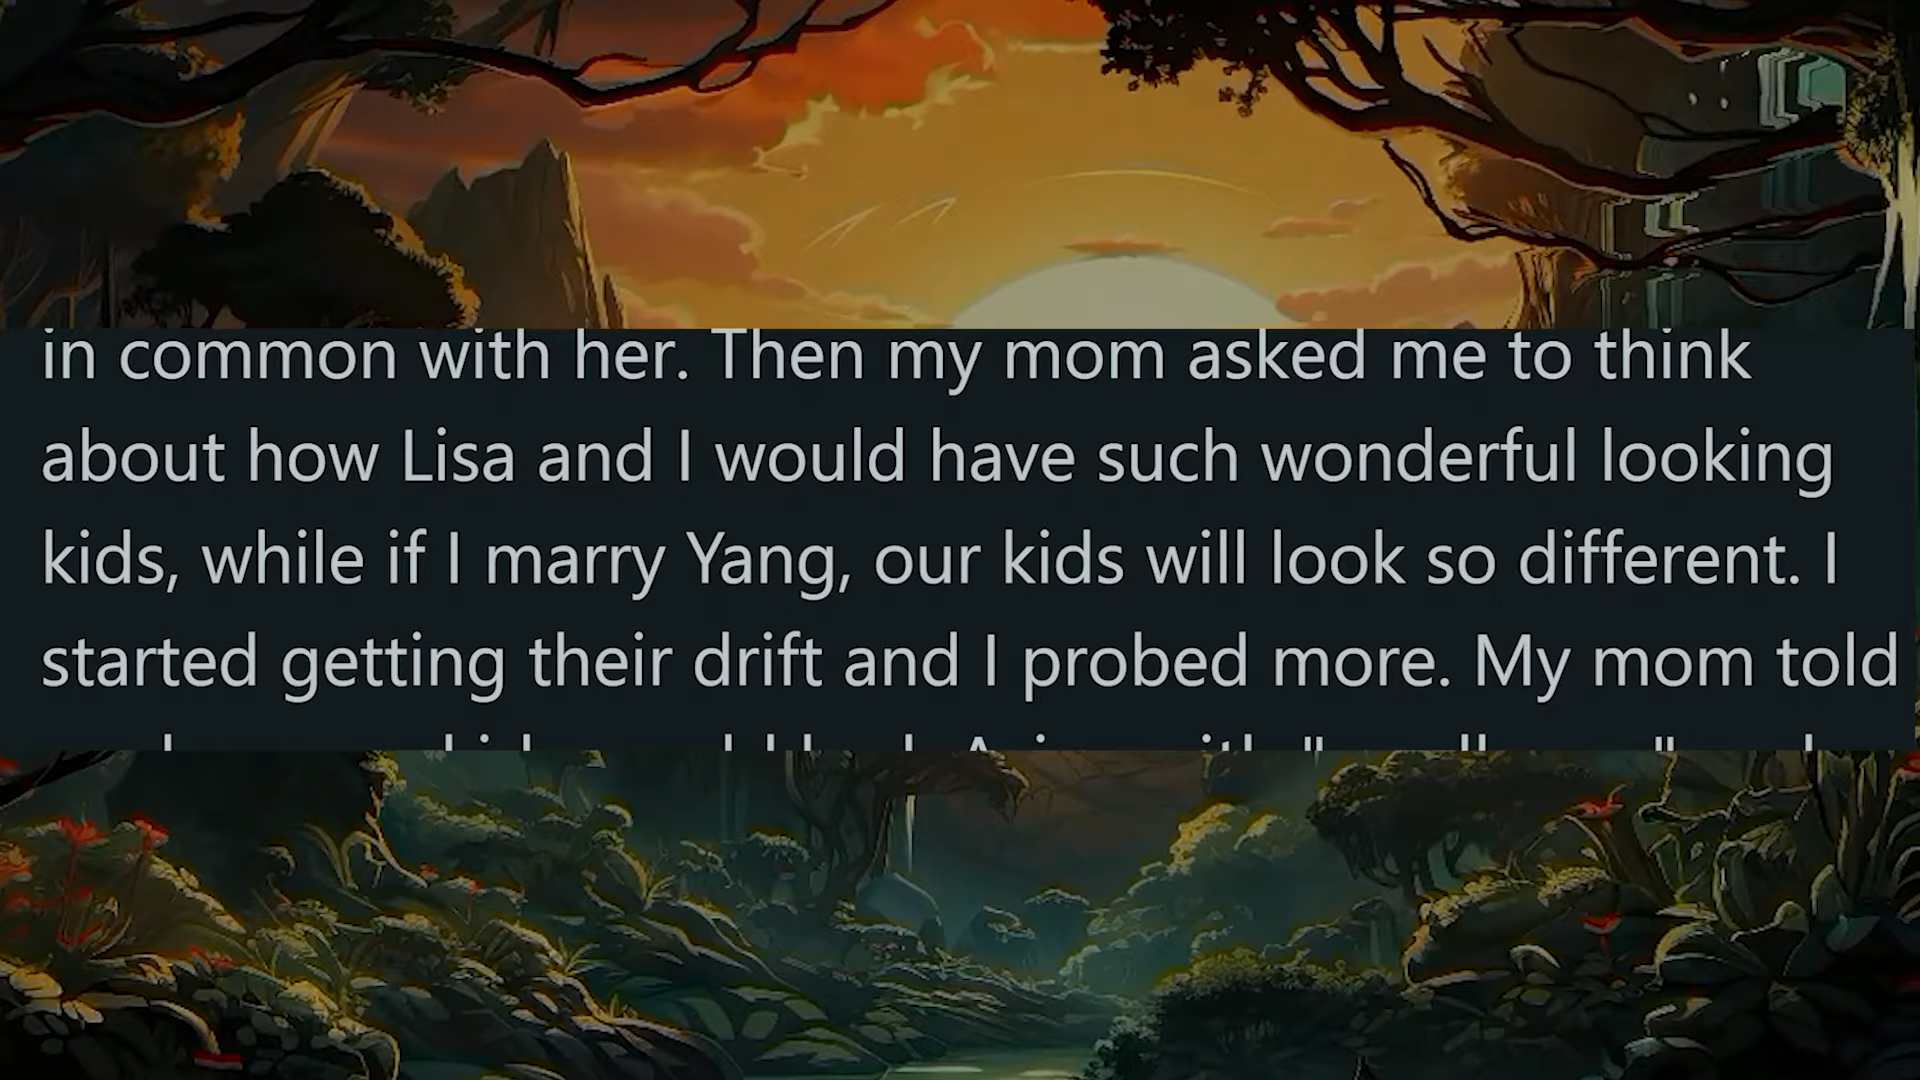 in common with her. Then my mom asked me to think
about how Lisa and I would have such wonderful looking
kids, while if I marry Yang, our kids will look so different. I
started getting their drift and I probed more. My mom told